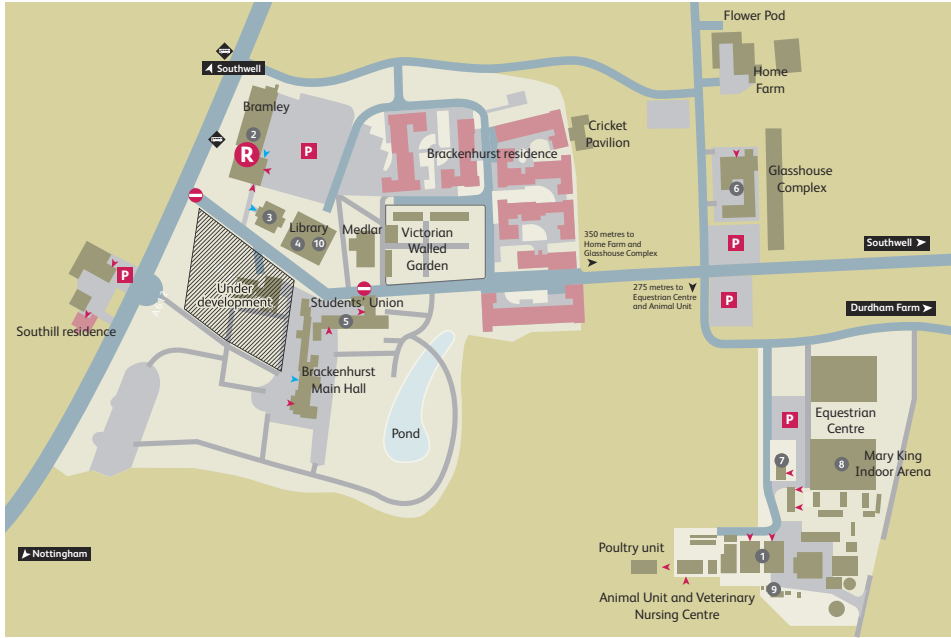 Flower Pod
Southwell
Home
Farm
Bramley
2
R
P
Brackenhurst residence
Cricket
Pavilion
Glasshouse
Complex
6
3
Library
4
10
Medlar
Victorian
Walled
Garden
350 metres to
Home Farm and
Glasshouse Complex
P
Southwell
P
Under
development
275 metres to
Equestrian Centre
and Animal Unit
P
Students' Union
5
Durdham Farm
Southill residence
Brackenhurst
Main Hall
P
Equestrian
Centre
Pond
7
8
Mary King
Indoor Arena
Nottingham
Poultry unit
1
9
Animal Unit and Veterinary
Nursing Centre